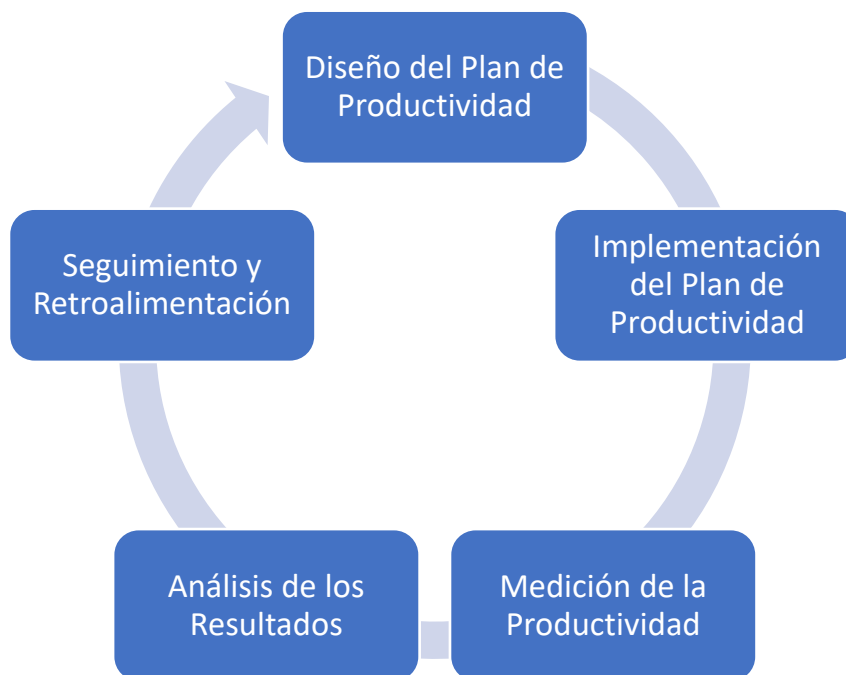 Diseño del Plan de
Productividad
Implementación
del Plan de
Productividad
Medición de la
Productividad
Análisis de los
Resultados
Seguimiento y
Retroalimentación